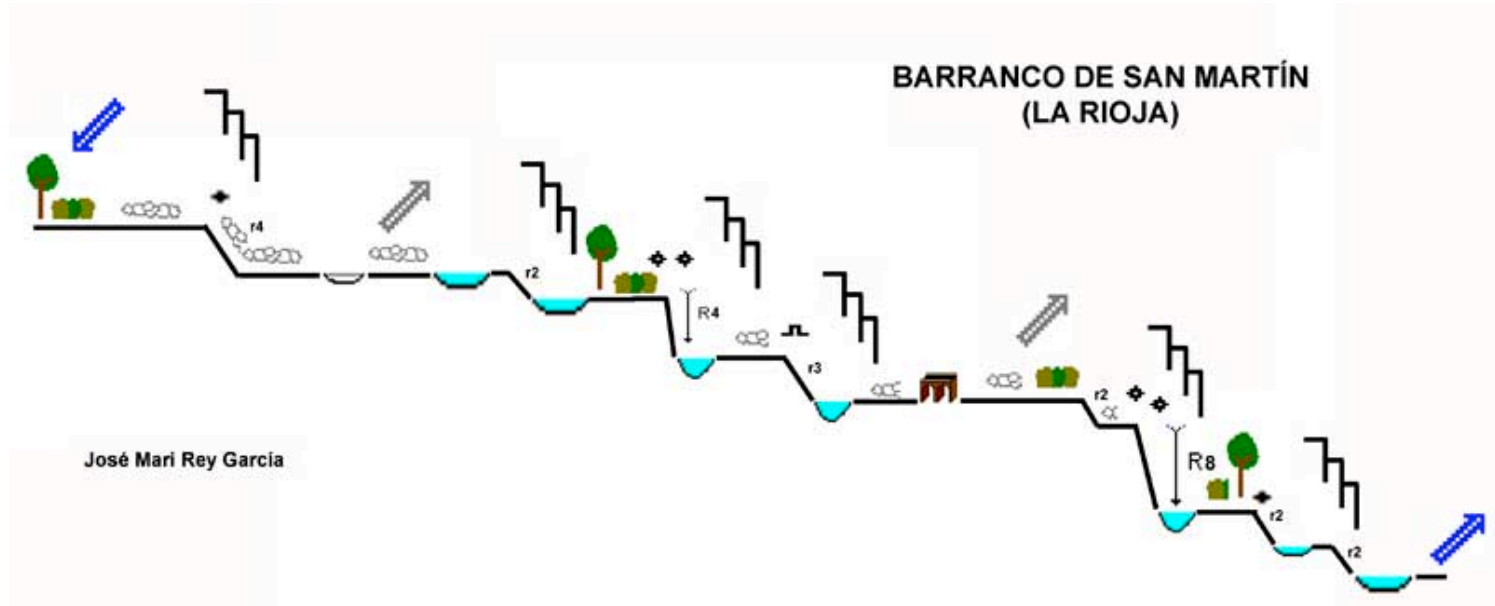 BARRANCO DE SAN MARTÍN
(LA RIOJA)
r4
r2
R4
r3
r2
R8
r2
r2
José Mari Rey García